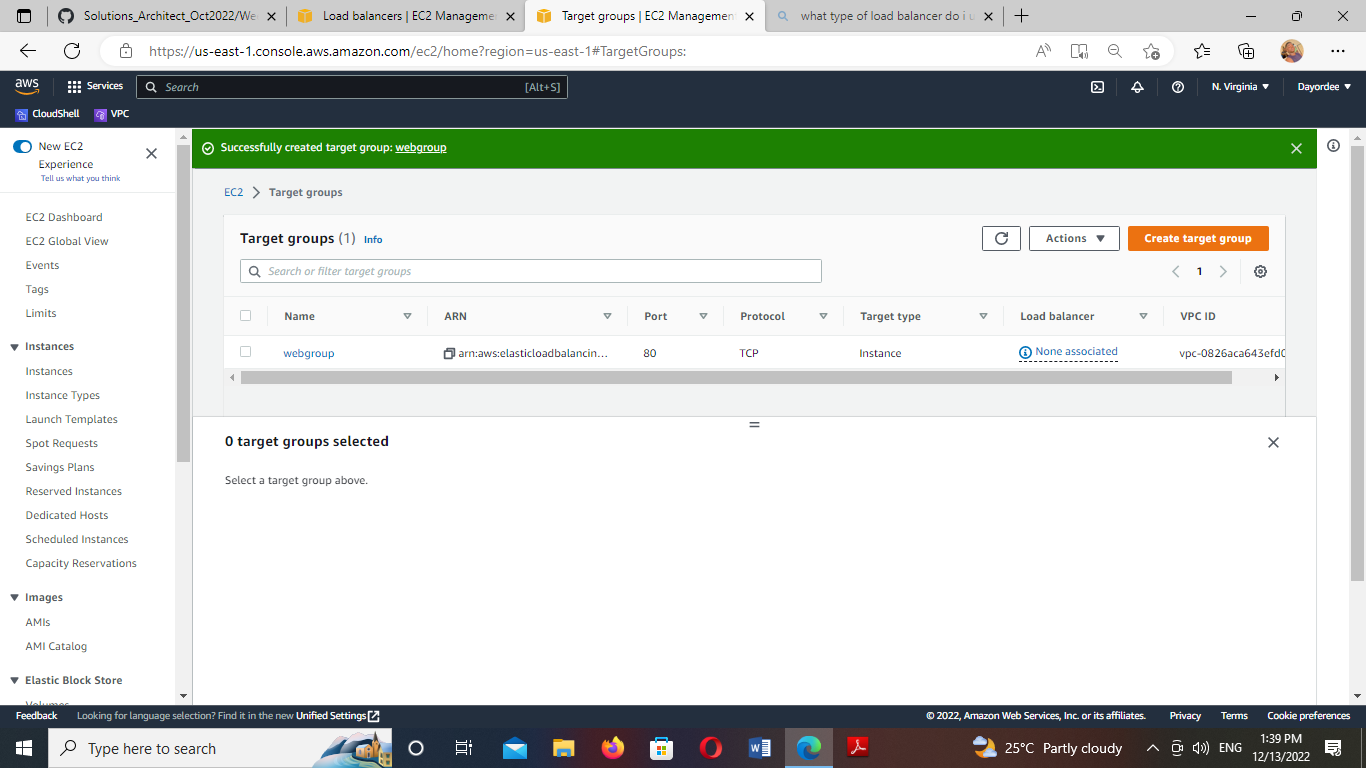 Solutions_Architect_Oct2022/We
Load balancers | EC2 Manageme
Target groups | EC2 Management
what type of load balancer do i u
https://us-east-1.console.aws.amazon.com/ec2/home?region=us-east-1#TargetGroups:
aws
Services
Search
[Alt+S]
N. Virginia
Dayordee
CloudShell
VPC
New EC2
Experience
Tell us what you think
Successfully created target group: webgroup
EC2 Dashboard
EC2 Global View
Events
Tags
Limits
Instances
Instances
Instance Types
Launch Templates
Spot Requests
Savings Plans
Reserved Instances
Dedicated Hosts
Scheduled Instances
Capacity Reservations
Images
AMIs
AMI Catalog
Elastic Block Store
Volumes
EC2 > Target groups
Target groups (1) Info
Actions
Create target group
Search or filter target groups
1
Name ARN Port Protocol Target type Load balancer VPC ID
webgroup arn:aws:elasticloadbalancin... 80 TCP Instance None associated vpc-0826aca643efd0
0 target groups selected
Select a target group above.
Feedback Looking for language selection? Find it in the new Unified Settings
© 2022, Amazon Web Services, Inc. or its affiliates. Privacy Terms Cookie preferences
Type here to search
25°C Partly cloudy
ENG
1:39 PM
12/13/2022